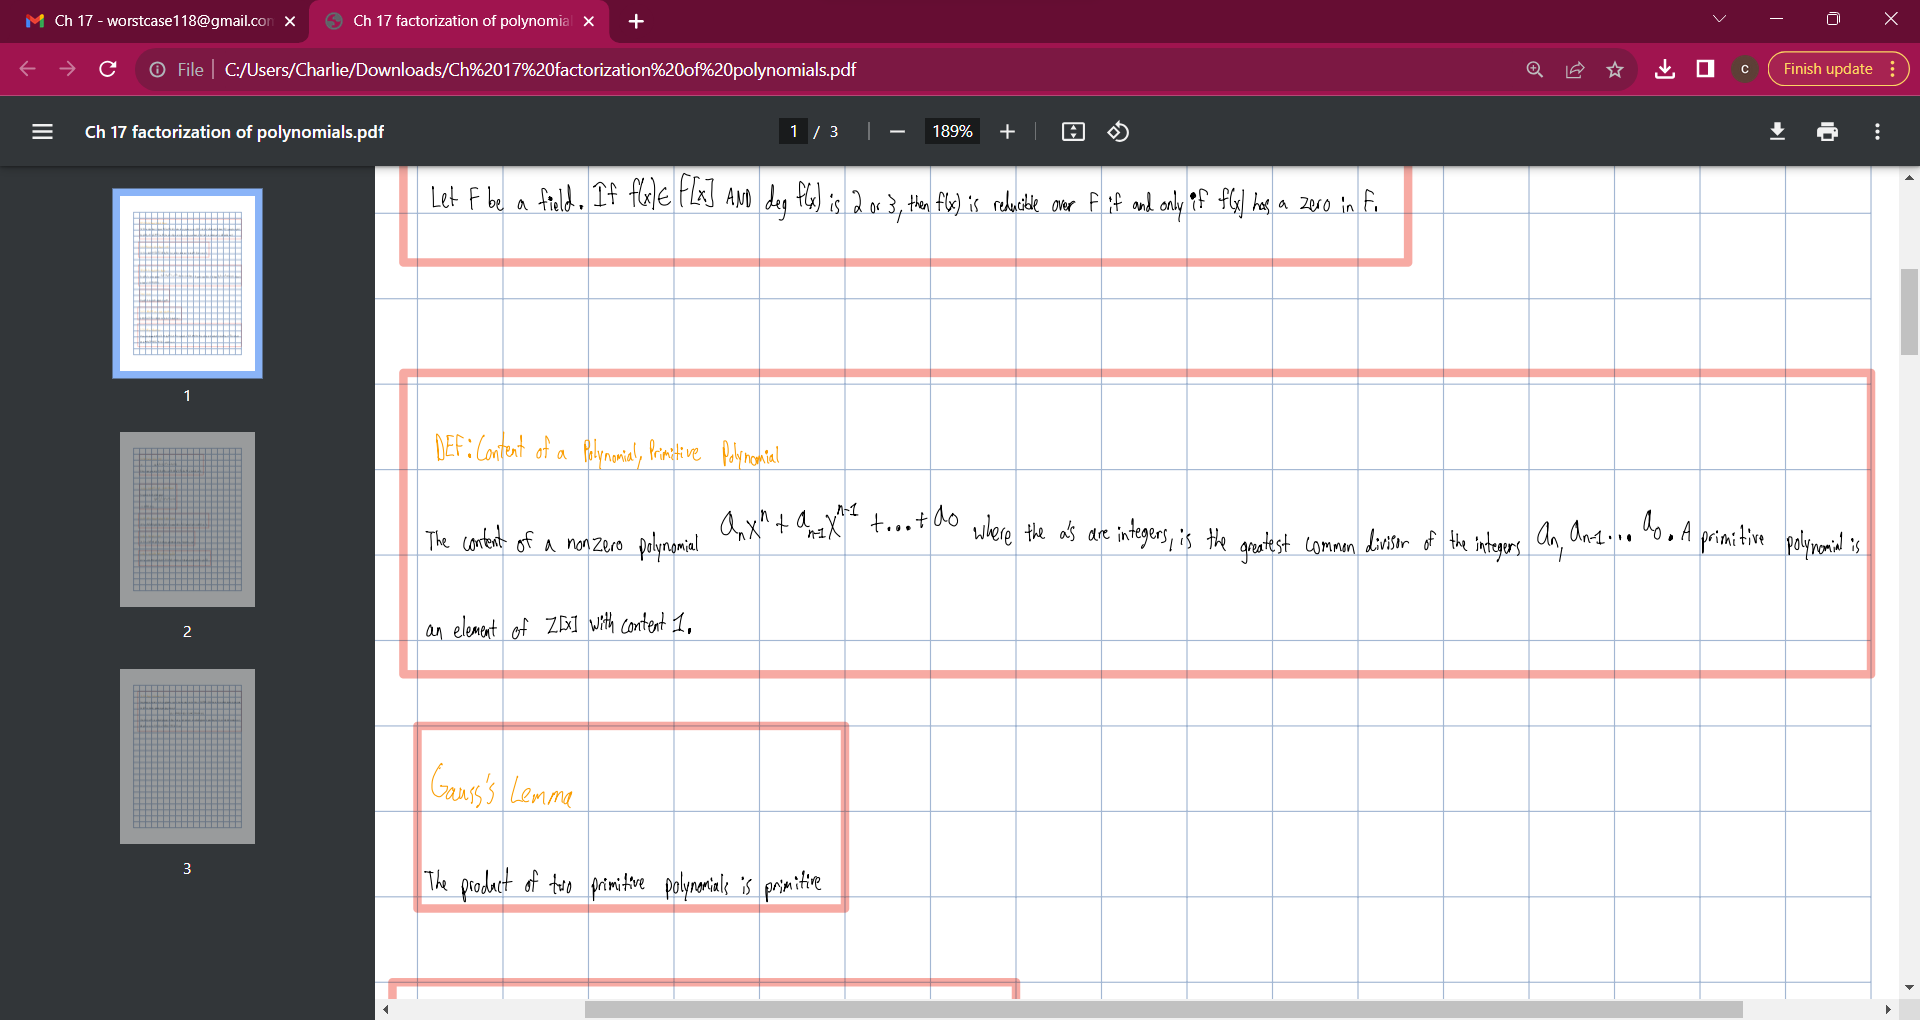 Ch 17 - worstcase118@gmail.con
Ch 17 factorization of polynomia
File
C:/Users/Charlie/Downloads/Ch%2017%20factorization%20of%20polynomials.pdf
C
Finish update
Ch 17 factorization of polynomials.pdf
1 / 3
189%
1
2
3
Let F be a field. If f(x)∈ F[x] AND deg f(x) is 2 or 3, then f(x) is reducible over F if and only if f(x) has a zero in F.
DEF: Content of a Polynomial, Primitive Polynomial
The content of a nonzero polynomial aₙxⁿ + aₙ₋₁xⁿ⁻¹ +...+ a₀ where the a's are integers, is the greatest common divisor of the integers aₙ, aₙ₋₁... a₀. A primitive polynomial is
an element of Z[x] with content 1.
Gauss's Lemma
The product of two primitive polynomials is primitive